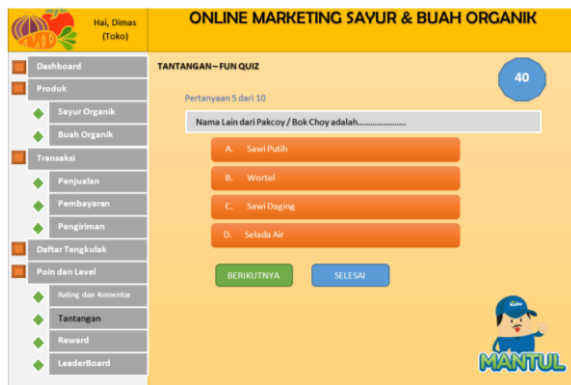 Hai, Dimas
(Toko)
ONLINE MARKETING SAYUR & BUAH ORGANIK
Dashboard
Produk
Sayur Organik
Buah Organik
Transaksi
Penjualan
Pembayaran
Pengiriman
Daftar Tengkulak
Poin dan Level
Rating dan Komentar
Tantangan
Reward
LeaderBoard
TANTANGAN – FUN QUIZ
40
Pertanyaan 5 dari 10
Nama Lain dari Pakcoy / Bok Choy adalah......................
A. Sawi Putih
B. Wortel
C. Sawi Daging
D. Selada Air
BERIKUTNYA
SELESAI
MANTUL